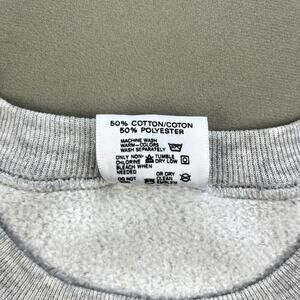 50% COTTON/COTON
50% POLYESTER
MACHINE WASH
WARM-COLORS
WASH SEPARATELY
ONLY NON- TUMBLE
CHLORINE DRY LOW
BLEACH WHEN
NEEDED OR DRY
DO NOT CLEAN